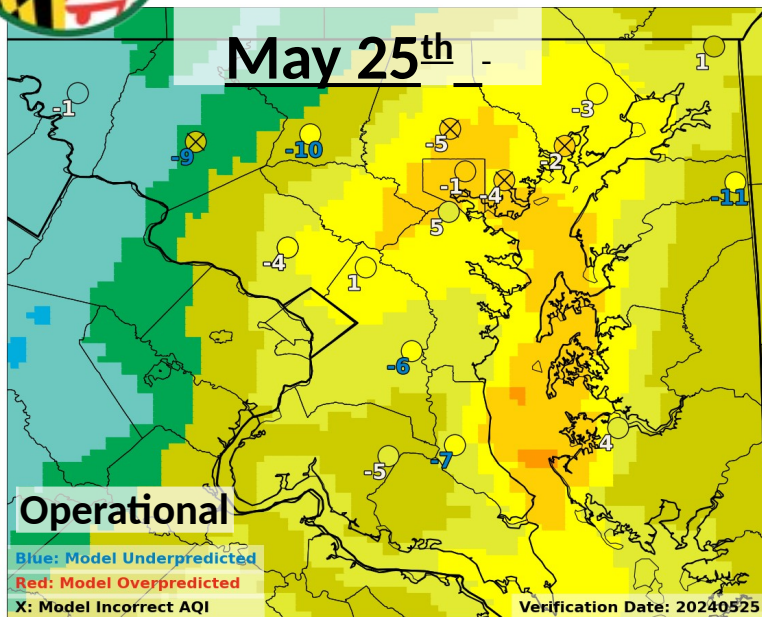 May 25th -
-1
1
-3
-5
-9
-10
-2
-1
-4
-11
5
-4
1
-6
4
-7
-5
Operational
Blue: Model Underpredicted
Red: Model Overpredicted
X: Model Incorrect AQI
Verification Date: 20240525